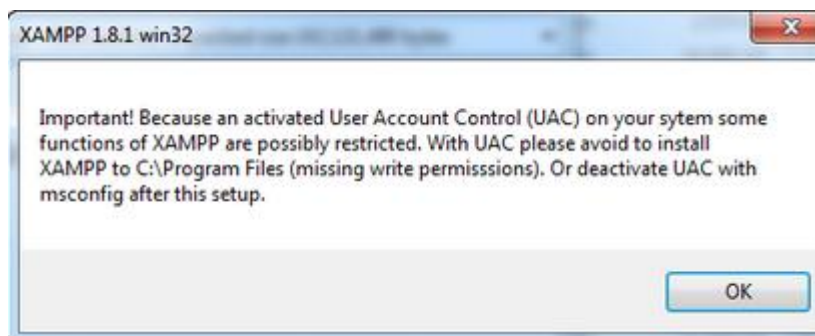 XAMPP 1.8.1 win32
Important! Because an activated User Account Control (UAC) on your sytem some
functions of XAMPP are possibly restricted. With UAC please avoid to install
XAMPP to C:\Program Files (missing write permisssions). Or deactivate UAC with
msconfig after this setup.
OK